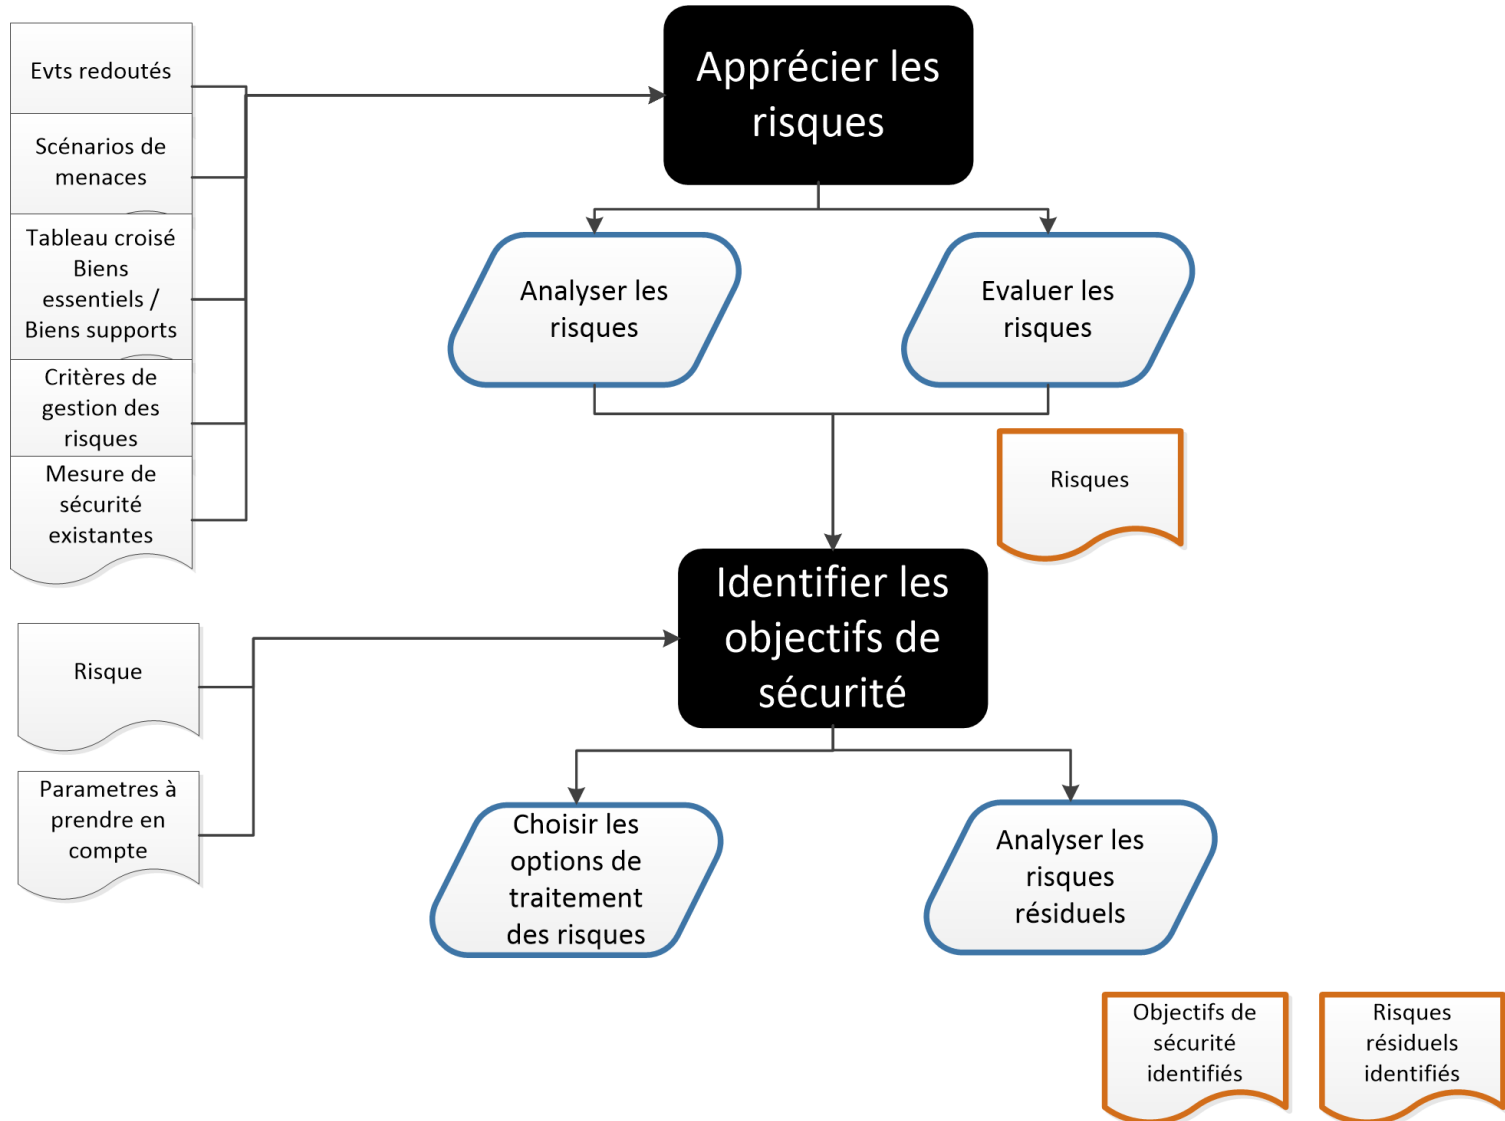 Evts redoutés
Scénarios de
menaces
Tableau croisé
Biens
essentiels /
Biens supports
Critères de
gestion des
risques
Mesure de
sécurité
existantes
Apprécier les
risques
Analyser les
risques
Evaluer les
risques
Risques
Identifier les
objectifs de
sécurité
Risque
Parametres à
prendre en
compte
Choisir les
options de
traitement
des risques
Analyser les
risques
résiduels
Objectifs de
sécurité
identifiés
Risques
résiduels
identifiés